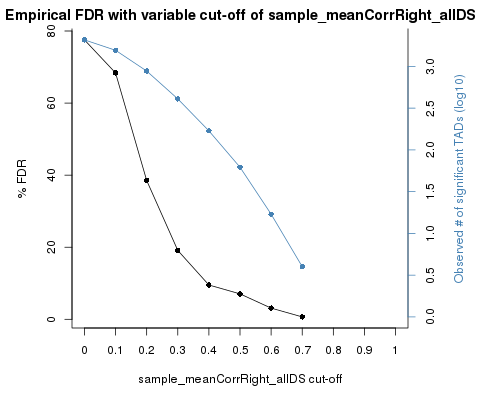 Empirical FDR with variable cut-off of sample_meanCorrRight_allDS
80
60
40
20
0
% FDR
3.0
2.5
2.0
1.5
1.0
0.5
0.0
Observed # of significant TADs (log10)
0 0.1 0.2 0.3 0.4 0.5 0.6 0.7 0.8 0.9 1
sample_meanCorrRight_allDS cut-off